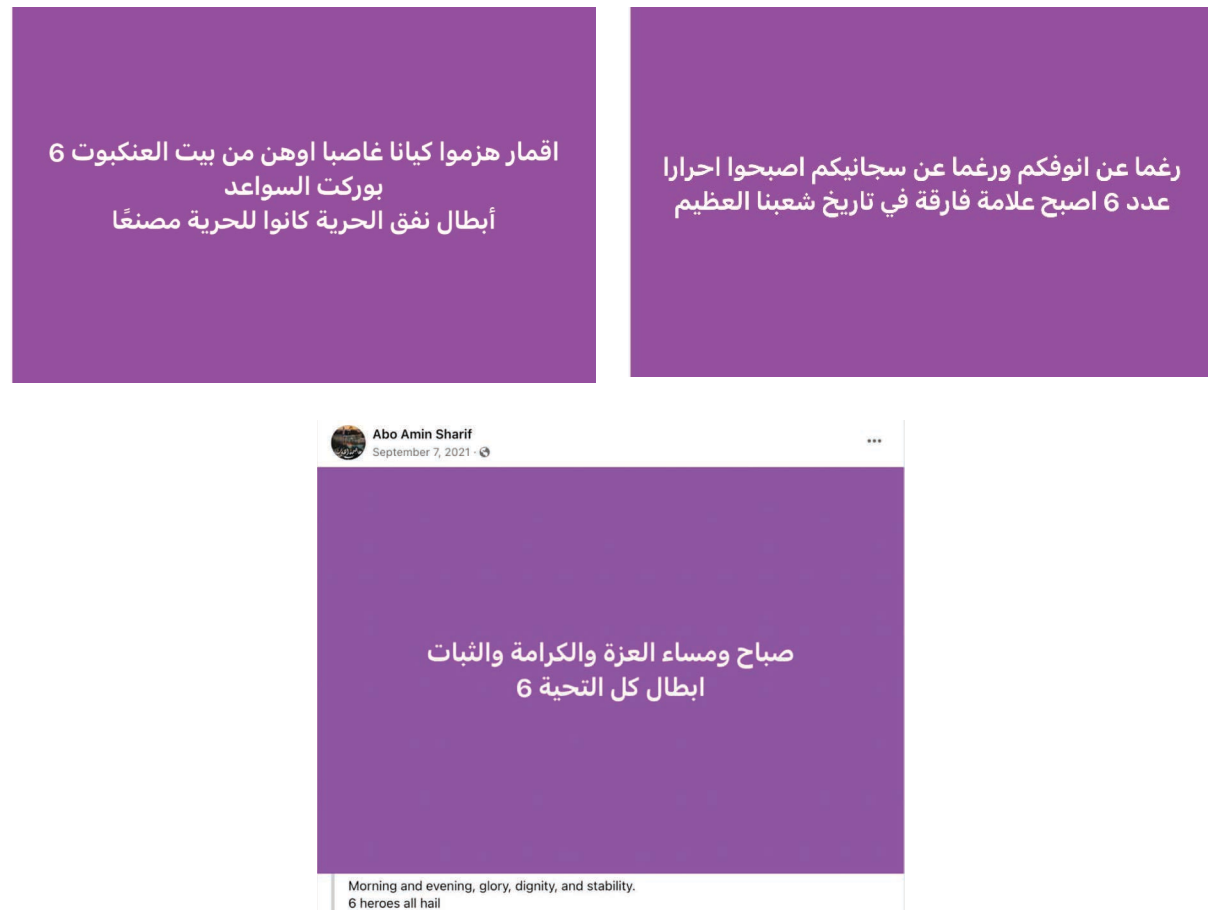 اقمار هزموا كيانا غاصبا اوهن من بيت العنكبوت 6
بوركت السواعد
أبطال نفق الحرية كانوا للحرية مصنعًا
رغما عن انوفكم ورغما عن سجانيكم اصبحوا احرارا
عدد 6 اصبح علامة فارقة في تاريخ شعبنا العظيم
Abo Amin Sharif
September 7, 2021 ·
صباح ومساء العزة والكرامة والثبات
ابطال كل التحية 6
Morning and evening, glory, dignity, and stability.
6 heroes all hail